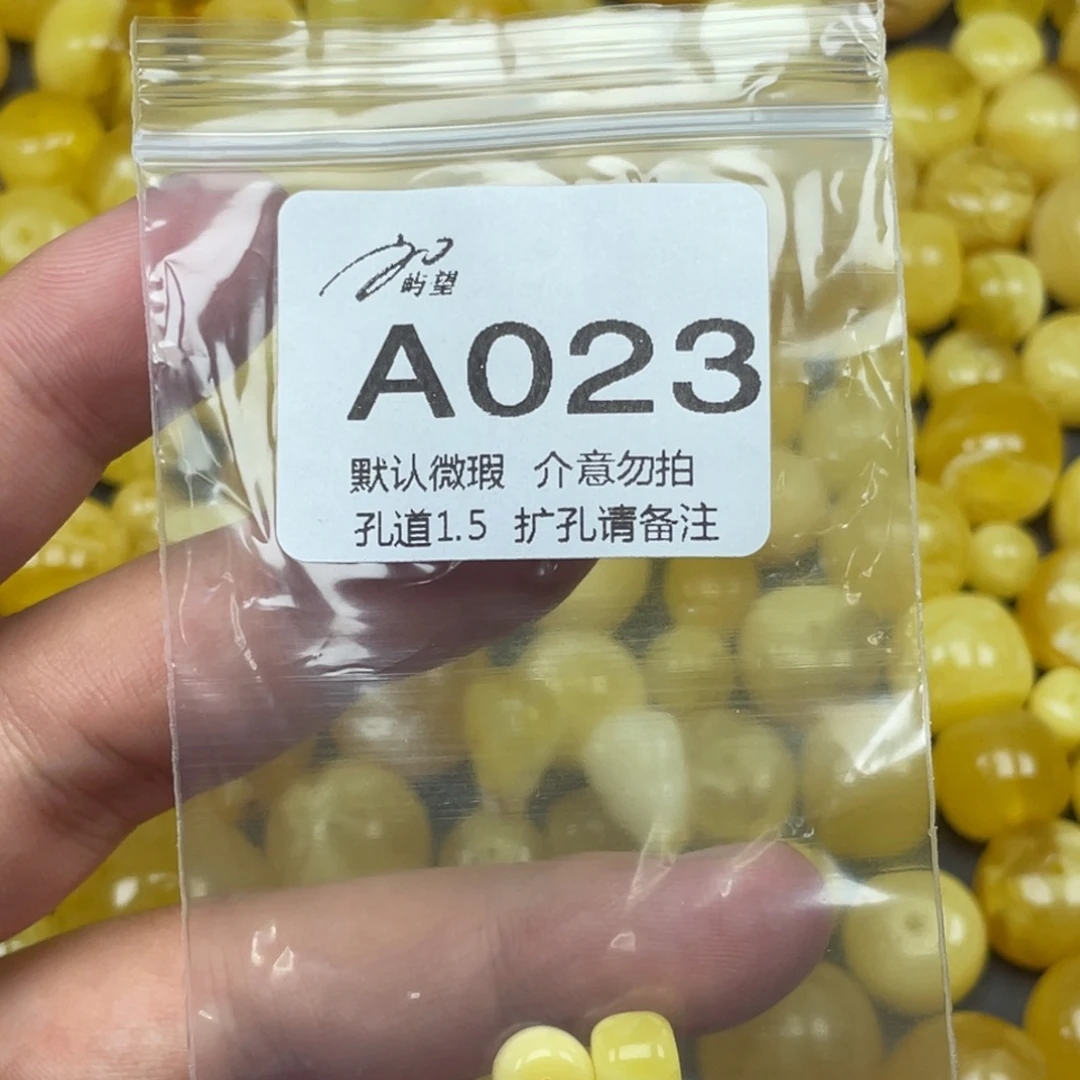 屿望
A023
默认微瑕 介意勿拍
孔道1.5 扩孔请备注